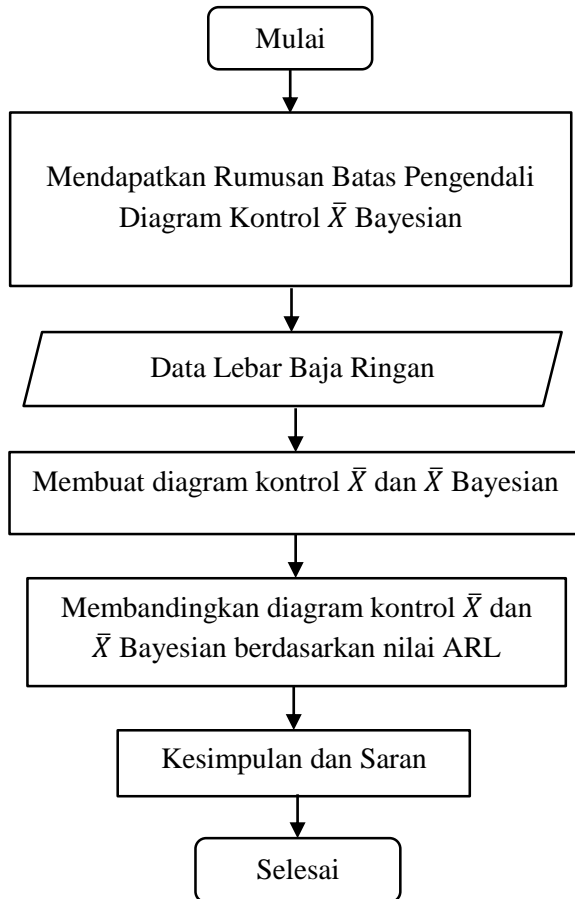 Mulai
Mendapatkan Rumusan Batas Pengendali
Diagram Kontrol X̄ Bayesian
Data Lebar Baja Ringan
Membuat diagram kontrol X̄ dan X̄ Bayesian
Membandingkan diagram kontrol X̄ dan
X̄ Bayesian berdasarkan nilai ARL
Kesimpulan dan Saran
Selesai